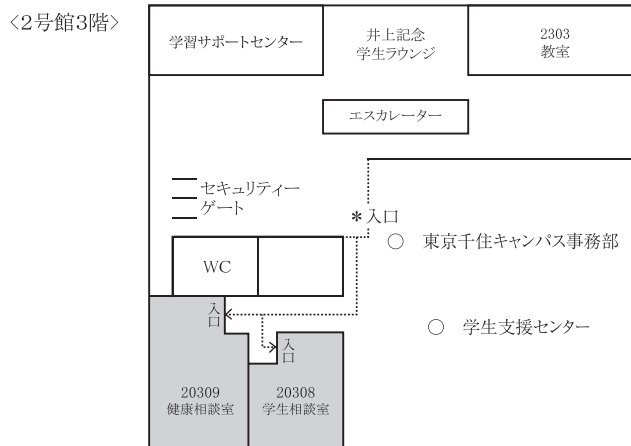 <2号館3階>
学習サポートセンター
井上記念
学生ラウンジ
2303
教室
エスカレーター
セキュリティー
ゲート
*入口
○ 東京千住キャンパス事務部
WC
入口
○ 学生支援センター
入口
20309
健康相談室
20308
学生相談室